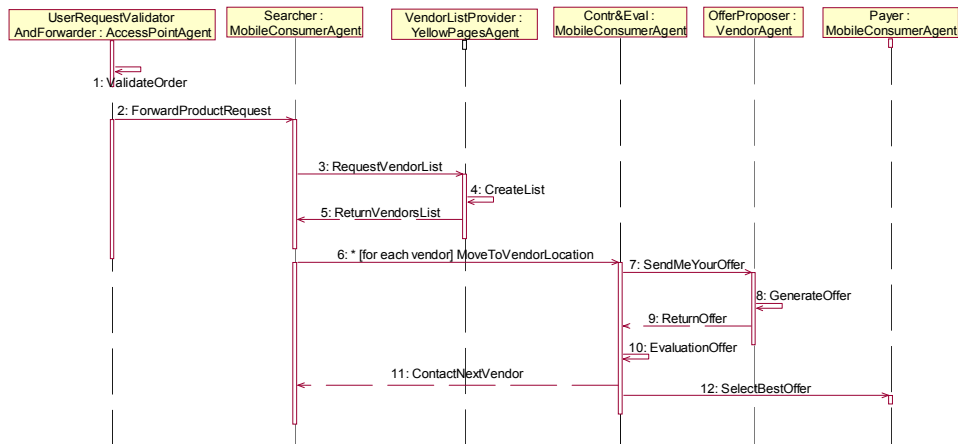 UserRequestValidator
AndForwarder : AccessPointAgent
Searcher :
MobileConsumerAgent
VendorListProvider :
YellowPagesAgent
Contr&Eval :
MobileConsumerAgent
OfferProposer :
VendorAgent
Payer :
MobileConsumerAgent
1: ValidateOrder
2: ForwardProductRequest
3: RequestVendorList
4: CreateList
5: ReturnVendorsList
6: * [for each vendor] MoveToVendorLocation
7: SendMeYourOffer
8: GenerateOffer
9: ReturnOffer
10: EvaluationOffer
11: ContactNextVendor
12: SelectBestOffer